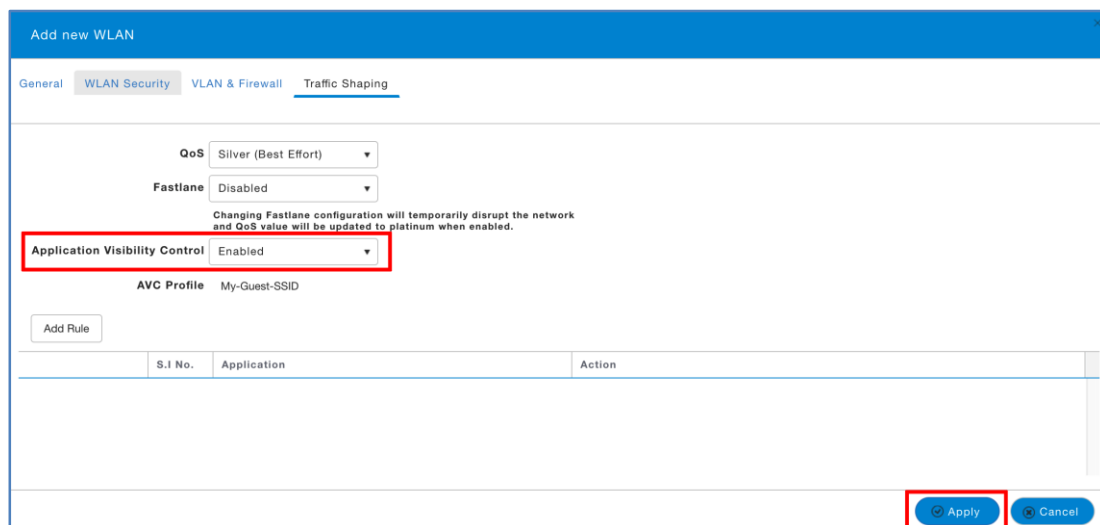 Add new WLAN
General WLAN Security VLAN & Firewall Traffic Shaping
QoS Silver (Best Effort)
Fastlane Disabled
Changing Fastlane configuration will temporarily disrupt the network
and QoS value will be updated to platinum when enabled.
Application Visibility Control Enabled
AVC Profile My-Guest-SSID
Add Rule
S.I No. Application Action
Apply Cancel